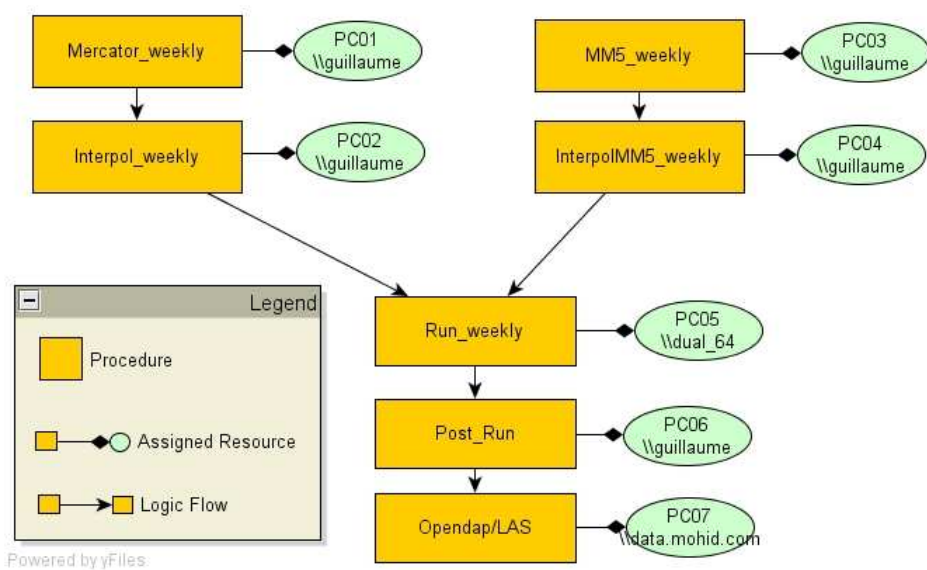 Mercator_weekly
PC01
\\guillaume
MM5_weekly
PC03
\\guillaume
Interpol_weekly
PC02
\\guillaume
InterpolMM5_weekly
PC04
\\guillaume
Legend
Procedure
Assigned Resource
Logic Flow
Run_weekly
PC05
\\dual_64
Post_Run
PC06
\\guillaume
Opendap/LAS
PC07
\\data.mohid.com
Powered by yFiles